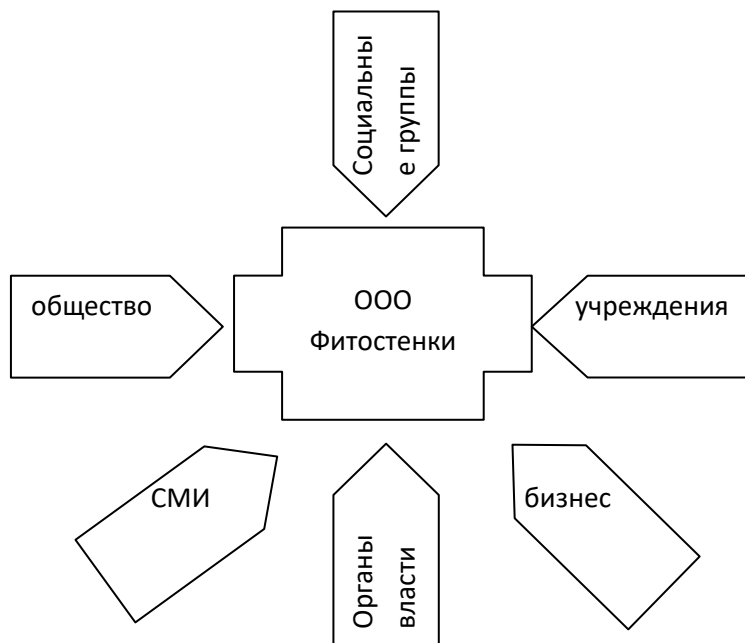 Социальны
е группы
общество
ООО
Фитостенки
учреждения
СМИ
Органы
власти
бизнес